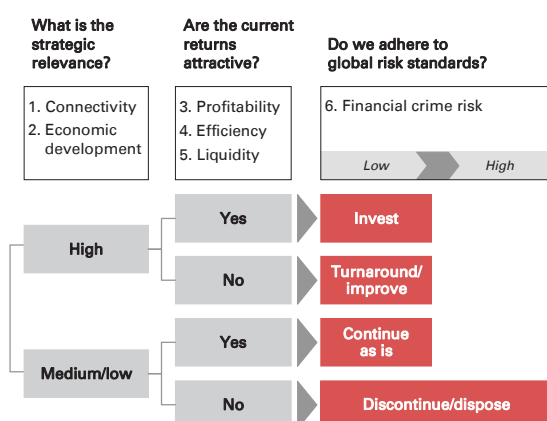 What is the
strategic
relevance?
Are the current
returns
attractive?
Do we adhere to
global risk standards?
1. Connectivity
2. Economic
development
3. Profitability
4. Efficiency
5. Liquidity
6. Financial crime risk
Low
High
High
Yes
Invest
No
Turnaround/
improve
Medium/low
Yes
Continue
as is
No
Discontinue/dispose